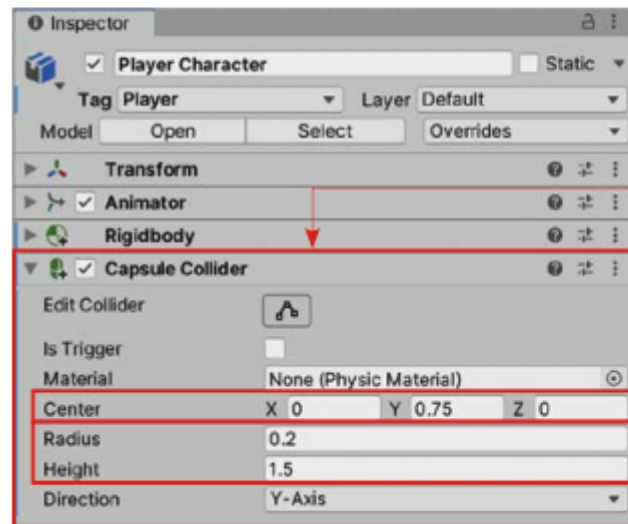 Inspector
Player Character Static
Tag Player Layer Default
Model Open Select Overrides
Transform
Animator
Rigidbody
Capsule Collider
Edit Collider
Is Trigger
Material None (Physic Material)
Center X 0 Y 0.75 Z 0
Radius 0.2
Height 1.5
Direction Y-Axis